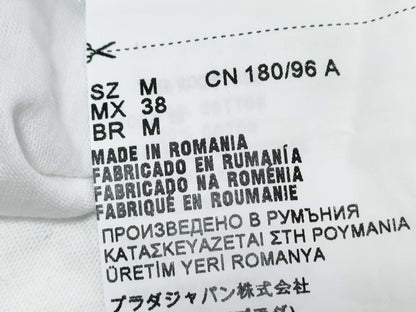 SZ M CN 180/96 A
MX 38
BR M
MADE IN ROMANIA
FABRICADO EN RUMANÍA
FABRICADO NA ROMÉNIA
FABRIQUÉ EN ROUMANIE
ПРОИЗВЕДЕНО В РУМЪНИЯ
ΚΑΤΑΣΚΕΥΑΖΕΤΑΙ ΣΤΗ ΡΟΥΜΑΝΙΑ
ÜRETİM YERİ ROMANYA
プラダジャパン株式会社